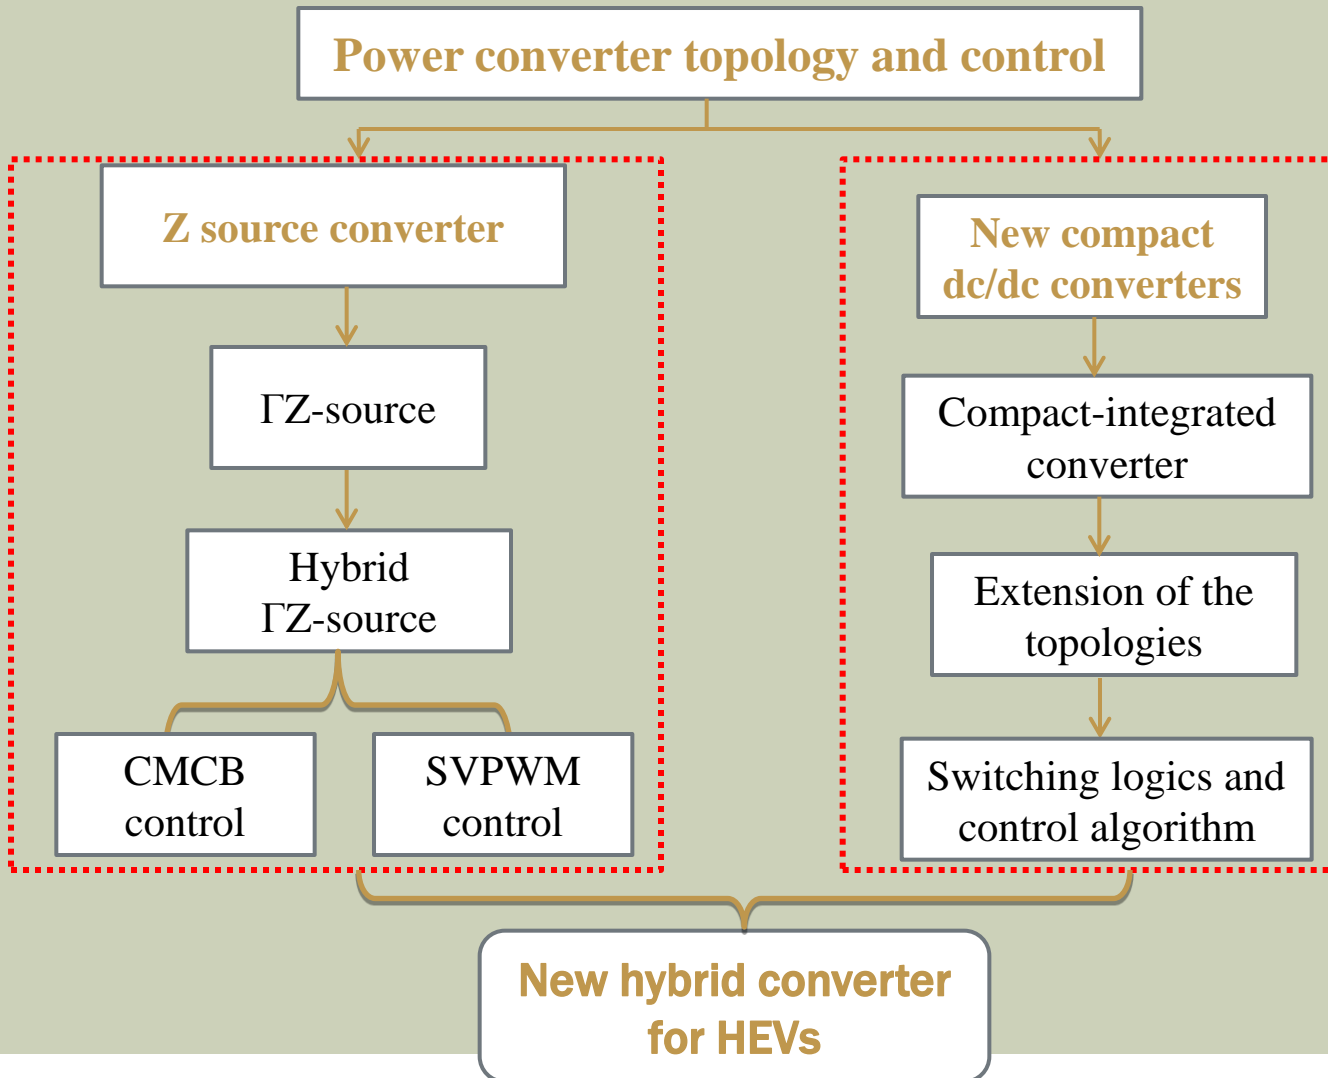 Power converter topology and control
Z source converter
ΓZ-source
Hybrid
ΓZ-source
CMCB
control
SVPWM
control
New compact
dc/dc converters
Compact-integrated
converter
Extension of the
topologies
Switching logics and
control algorithm
New hybrid converter
for HEVs